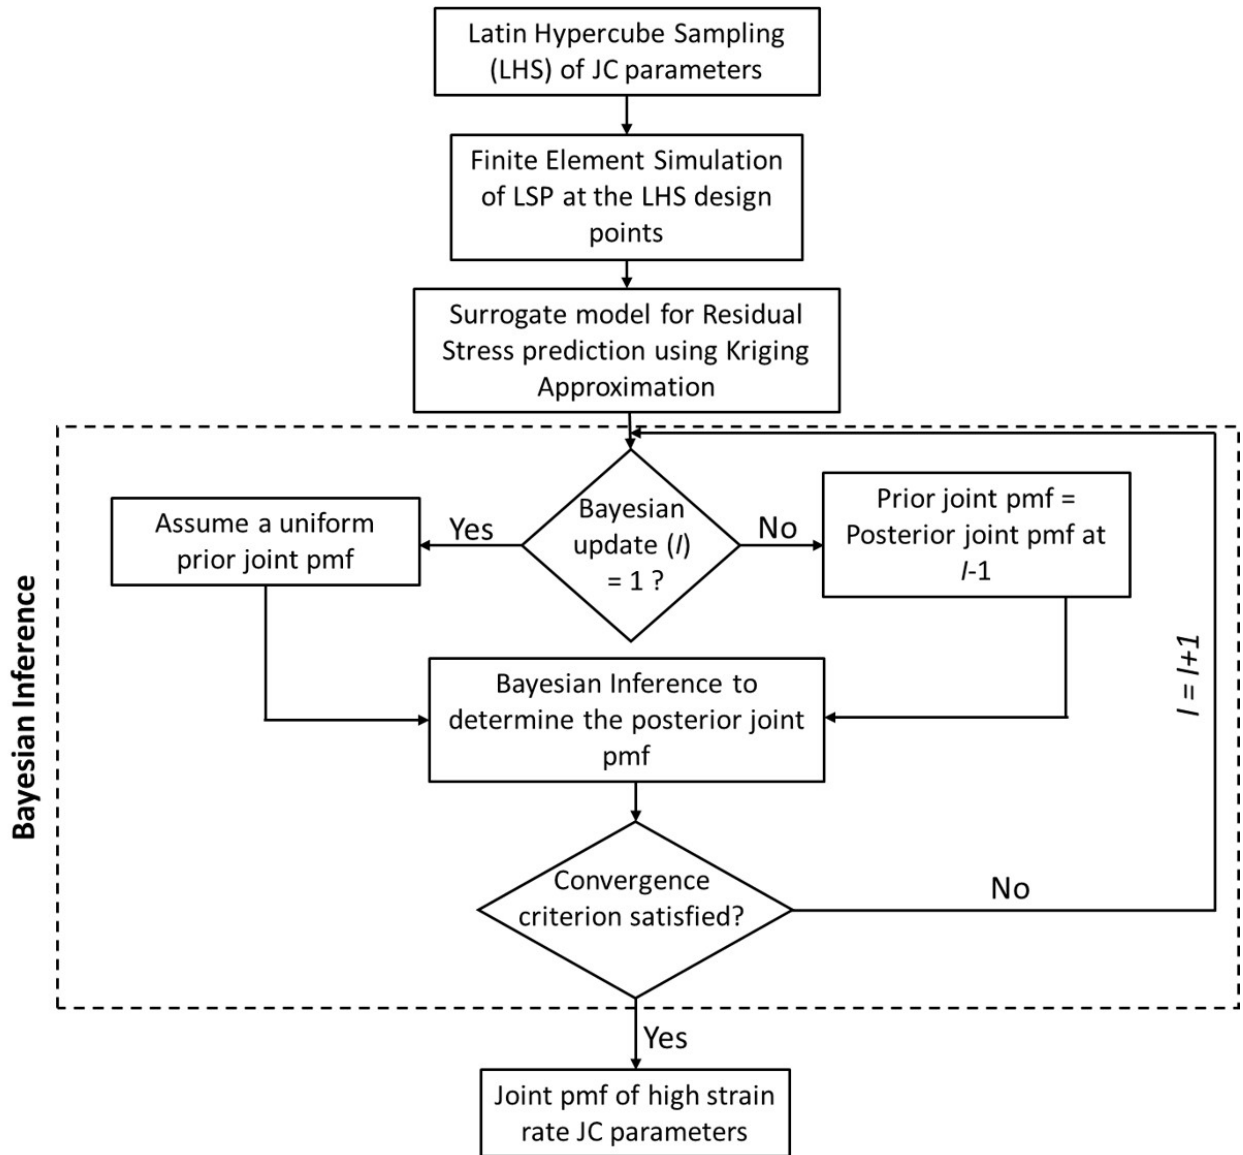 Latin Hypercube Sampling
(LHS) of JC parameters
Finite Element Simulation
of LSP at the LHS design
points
Surrogate model for Residual
Stress prediction using Kriging
Approximation
Bayesian
update (I)
= 1 ?
Yes
No
Assume a uniform
prior joint pmf
Prior joint pmf =
Posterior joint pmf at
I-1
Bayesian Inference to
determine the posterior joint
pmf
I = I+1
Bayesian Inference
Convergence
criterion satisfied?
No
Yes
Joint pmf of high strain
rate JC parameters